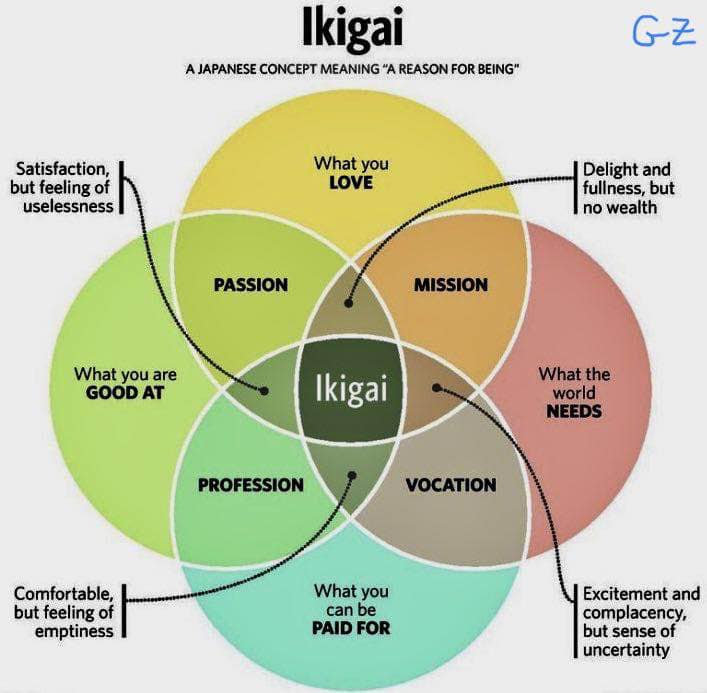 Ikigai
G-Z
A JAPANESE CONCEPT MEANING “A REASON FOR BEING”
What you
LOVE
Satisfaction,
but feeling of
uselessness
Delight and
fullness, but
no wealth
PASSION
MISSION
What you are
GOOD AT
Ikigai
What the
world
NEEDS
PROFESSION
VOCATION
Comfortable,
but feeling of
emptiness
What you
can be
PAID FOR
Excitement and
complacency,
but sense of
uncertainty